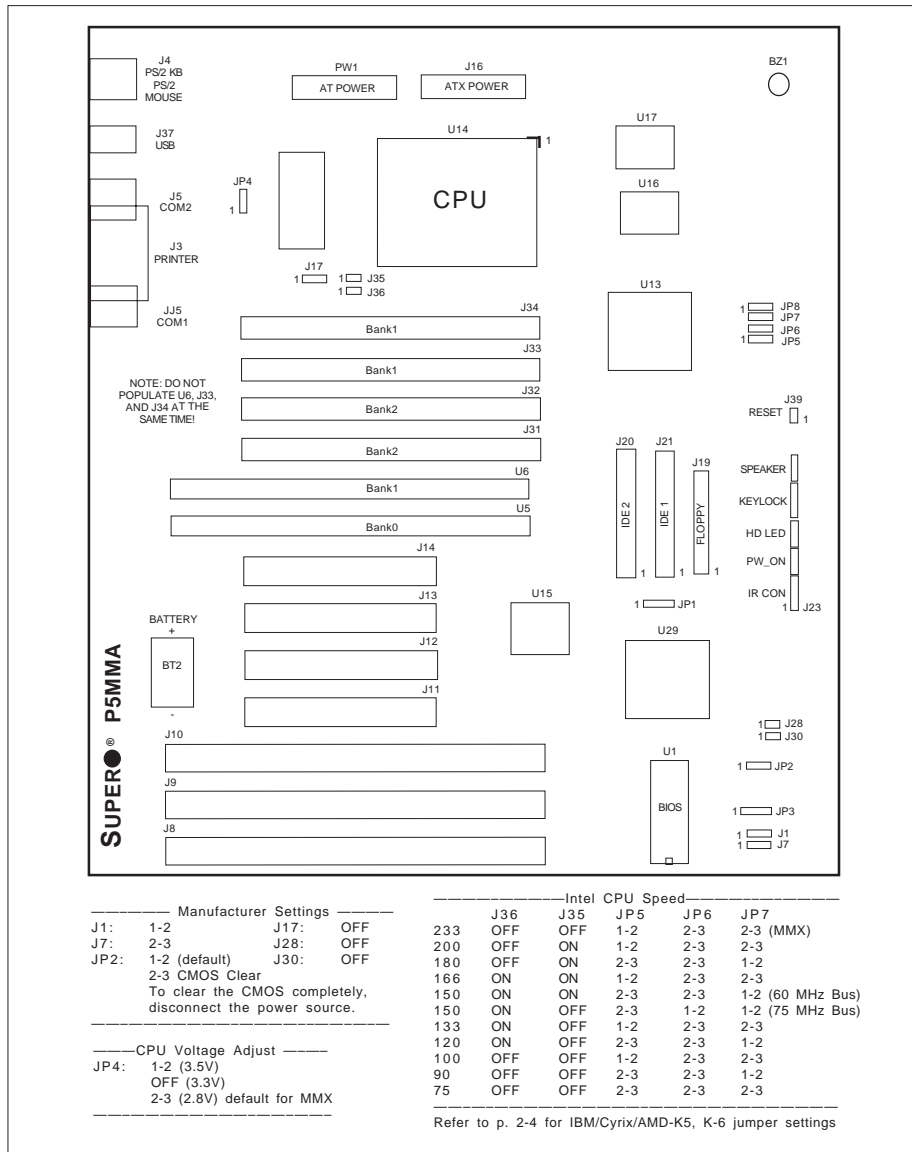 J4
PS/2 KB
PS/2
MOUSE
PW1
AT POWER
J16
ATX POWER
BZ1
J37
USB
U14
1
CPU
U17
U16
JP4
1
J5
COM2
J3
PRINTER
J17
1
1 J35
1 J36
U13
JJ5
COM1
1 JP8
JP7
JP6
1 JP5
J34
Bank1
J33
Bank1
NOTE: DO NOT
POPULATE U6, J33,
AND J34 AT THE
SAME TIME!
J32
Bank2
J31
Bank2
J39
RESET 1
J20
IDE 2
1
J21
IDE 1
1
J19
FLOPPY
1
SPEAKER
KEYLOCK
HD LED
PW_ON
IR CON
1 J23
U6
Bank1
U5
Bank0
J14
J13
J12
J11
U15
1 JP1
U29
BATTERY
+
BT2
-
SUPER® P5MMA
J10
J9
J8
U1
BIOS
1 J28
1 J30
1 JP2
1 JP3
1 J1
1 J7
Manufacturer Settings
J1: 1-2 J17: OFF
J7: 2-3 J28: OFF
JP2: 1-2 (default) J30: OFF
2-3 CMOS Clear
To clear the CMOS completely,
disconnect the power source.
CPU Voltage Adjust
JP4: 1-2 (3.5V)
OFF (3.3V)
2-3 (2.8V) default for MMX
Intel CPU Speed
J36 J35 JP5 JP6 JP7
233 OFF OFF 1-2 2-3 2-3 (MMX)
200 OFF ON 1-2 2-3 2-3
180 OFF ON 2-3 2-3 1-2
166 ON ON 1-2 2-3 2-3
150 ON ON 2-3 2-3 1-2 (60 MHz Bus)
150 ON OFF 2-3 1-2 1-2 (75 MHz Bus)
133 ON OFF 1-2 2-3 2-3
120 ON OFF 2-3 2-3 1-2
100 OFF OFF 1-2 2-3 2-3
90 OFF OFF 2-3 2-3 1-2
75 OFF OFF 2-3 2-3 2-3
Refer to p. 2-4 for IBM/Cyrix/AMD-K5, K-6 jumper settings